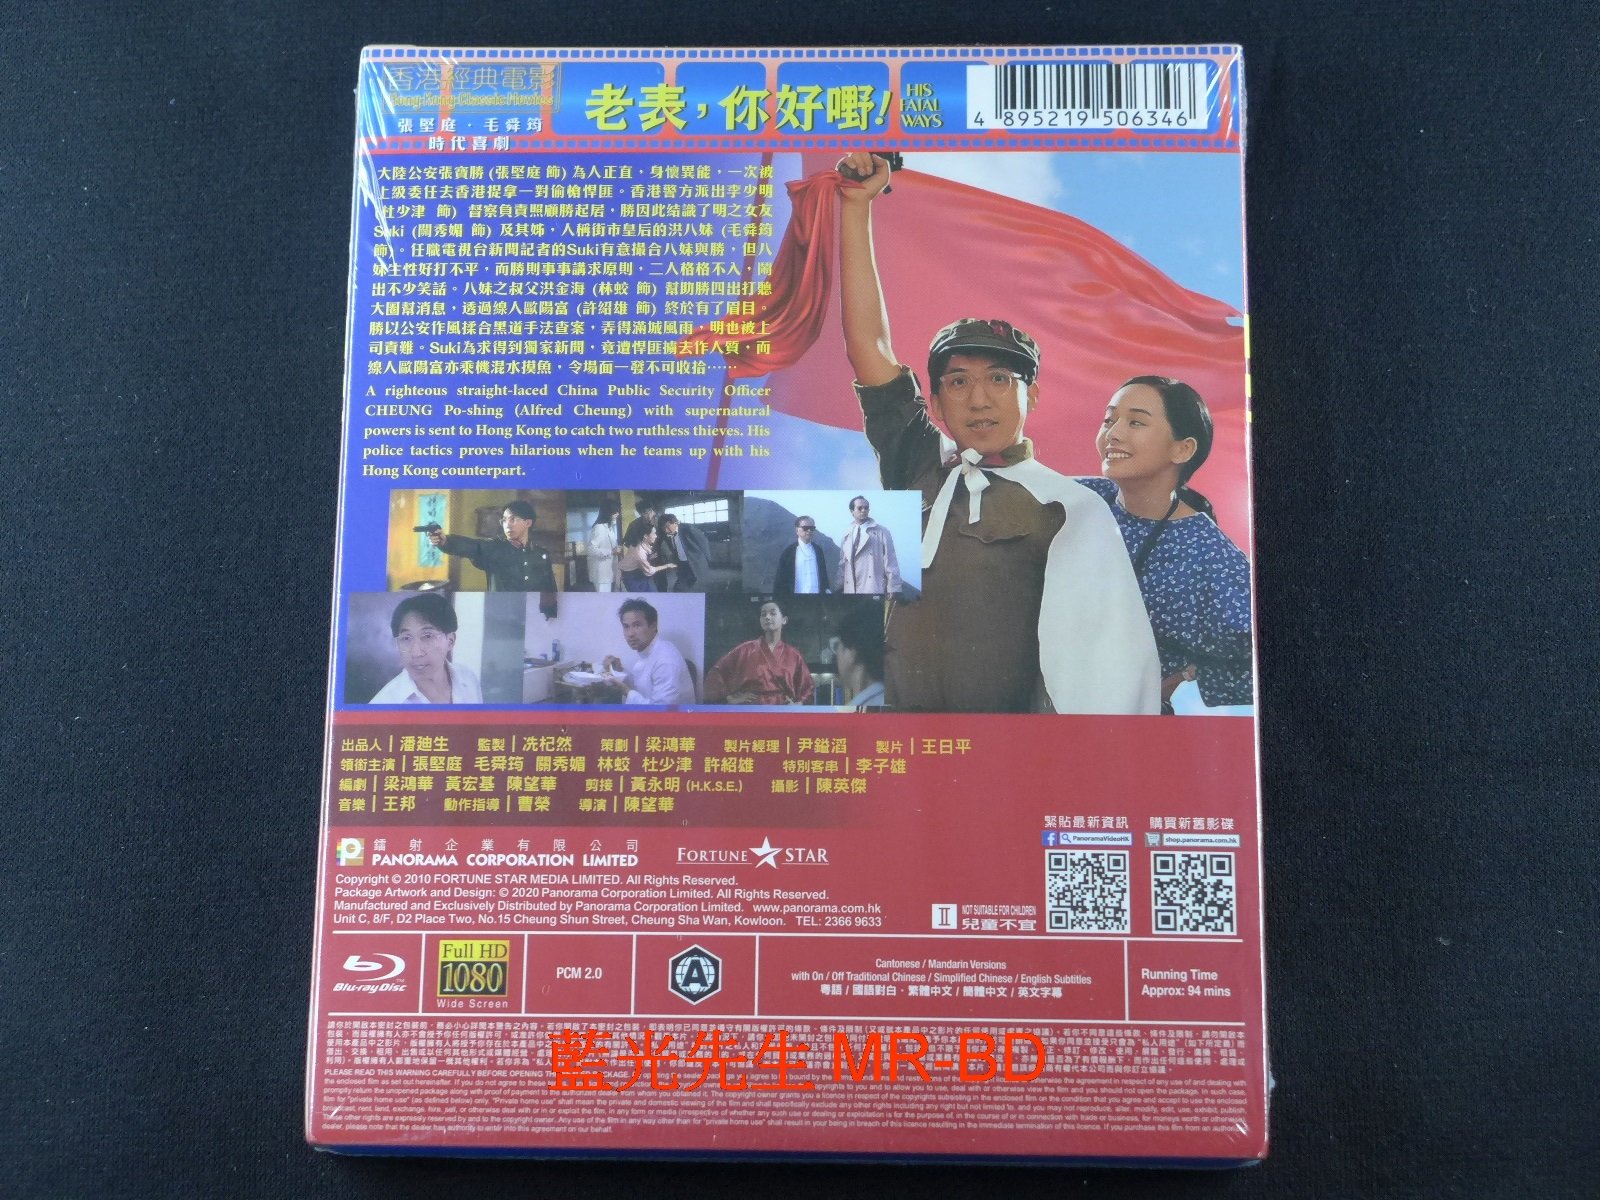 香港經典電影
Hong Kong Classic Movies
張堅庭 · 毛舜筠
時代喜劇
老表，你好嘢！
HIS
FATAL
WAYS
4 895219 506346
大陸公安張寶勝 (張堅庭 飾) 為人正直，身懷異能，一次被
上級委任去香港捉拿一對偷槍悍匪。香港警方派出李少明
(杜少津 飾) 督察負責照顧勝起居，勝因此結識了明之女友
Suki (關秀媚 飾) 及其姊，人稱街市皇后的洪八妹 (毛舜筠
飾)。任職電視台新聞記者的Suki有意撮合八妹與勝，但八
妹生性好打不平，而勝則事事講求原則，二人格格不入，鬧
出不少笑話。八妹之叔父洪金海 (林蛟 飾) 幫助勝四出打聽
大圈幫消息，透過線人歐陽富 (許紹雄 飾) 終於有了眉目。
勝以公安作風揉合黑道手法查案，弄得滿城風雨，明也被上
司責難。Suki為求得到獨家新聞，竟遭悍匪擄去作人質，而
線人歐陽富亦乘機混水摸魚，令場面一發不可收拾……
A righteous straight-laced China Public Security Officer
CHEUNG Po-shing (Alfred Cheung) with supernatural
powers is sent to Hong Kong to catch two ruthless thieves. His
police tactics proves hilarious when he teams up with his
Hong Kong counterpart.
出品人 | 潘迪生 監製 | 冼杞然 策劃 | 梁鴻華 製片經理 | 尹鎰滔 製片 | 王日平
領銜主演 | 張堅庭 毛舜筠 關秀媚 林蛟 杜少津 許紹雄 特別客串 | 李子雄
編劇 | 梁鴻華 黃宏基 陳望華 剪接 | 黃永明 (H.K.S.E.) 攝影 | 陳英傑
音樂 | 王邦 動作指導 | 曹榮 導演 | 陳望華
鐳射企業有限公司
PANORAMA CORPORATION LIMITED
FORTUNE STAR
緊貼最新資訊
PanoramaVideoHK
購買新舊影碟
shop.panorama.com.hk
Copyright © 2010 FORTUNE STAR MEDIA LIMITED. All Rights Reserved.
Package Artwork and Design: © 2020 Panorama Corporation Limited. All Rights Reserved.
Manufactured and Exclusively Distributed by Panorama Corporation Limited. www.panorama.com.hk
Unit C, 8/F, D2 Place Two, No.15 Cheung Shun Street, Cheung Sha Wan, Kowloon. TEL: 2366 9633
II NOT SUITABLE FOR CHILDREN
兒童不宜
Blu-ray Disc
Full HD
1080
Wide Screen
PCM 2.0
A
Cantonese / Mandarin Versions
with On / Off Traditional Chinese / Simplified Chinese / English Subtitles
粵語 / 國語對白 · 繁體中文 / 簡體中文 / 英文字幕
Running Time
Approx: 94 mins
藍光先生 MR-BD